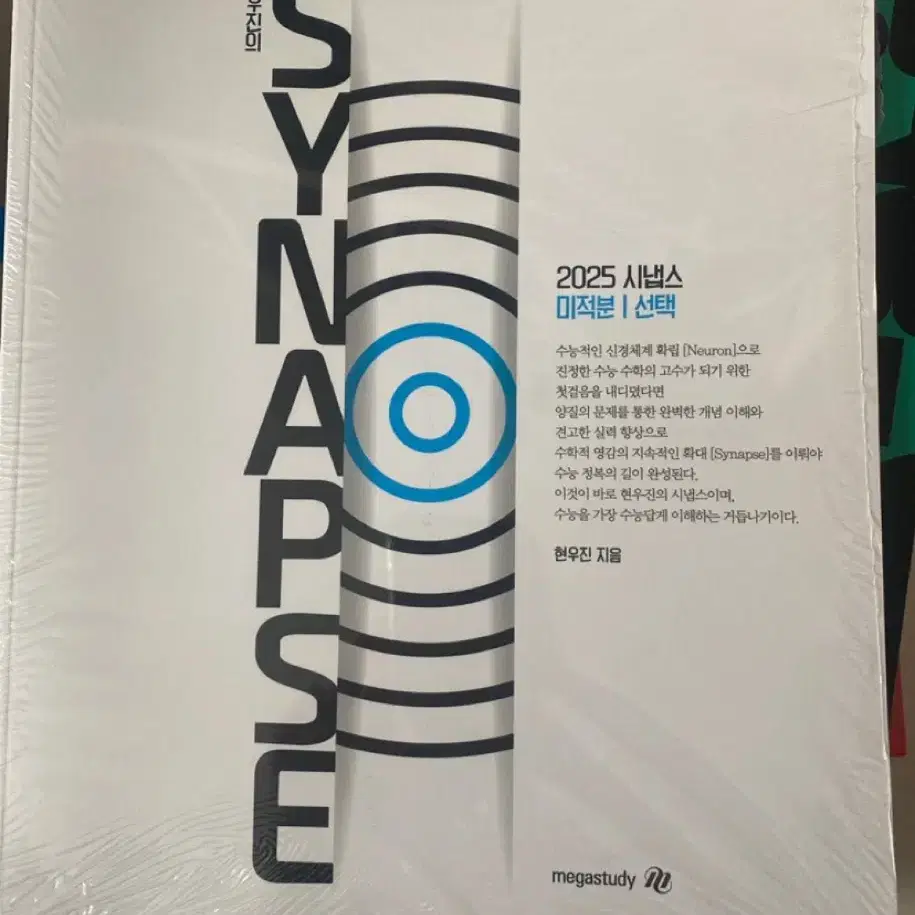 우진의
SYNAPSE
2025 시냅스
미적분 | 선택
수능적인 신경체계 확립 [Neuron]으로
진정한 수능 수학의 고수가 되기 위한
첫걸음을 내디뎠다면
양질의 문제를 통한 완벽한 개념 이해와
견고한 실력 향상으로
수학적 영감의 지속적인 확대 [Synapse]를 이뤄야
수능 정복의 길이 완성된다.
이것이 바로 현우진의 시냅스이며,
수능을 가장 수능답게 이해하는 거듭나기이다.
현우진 지음
megastudy